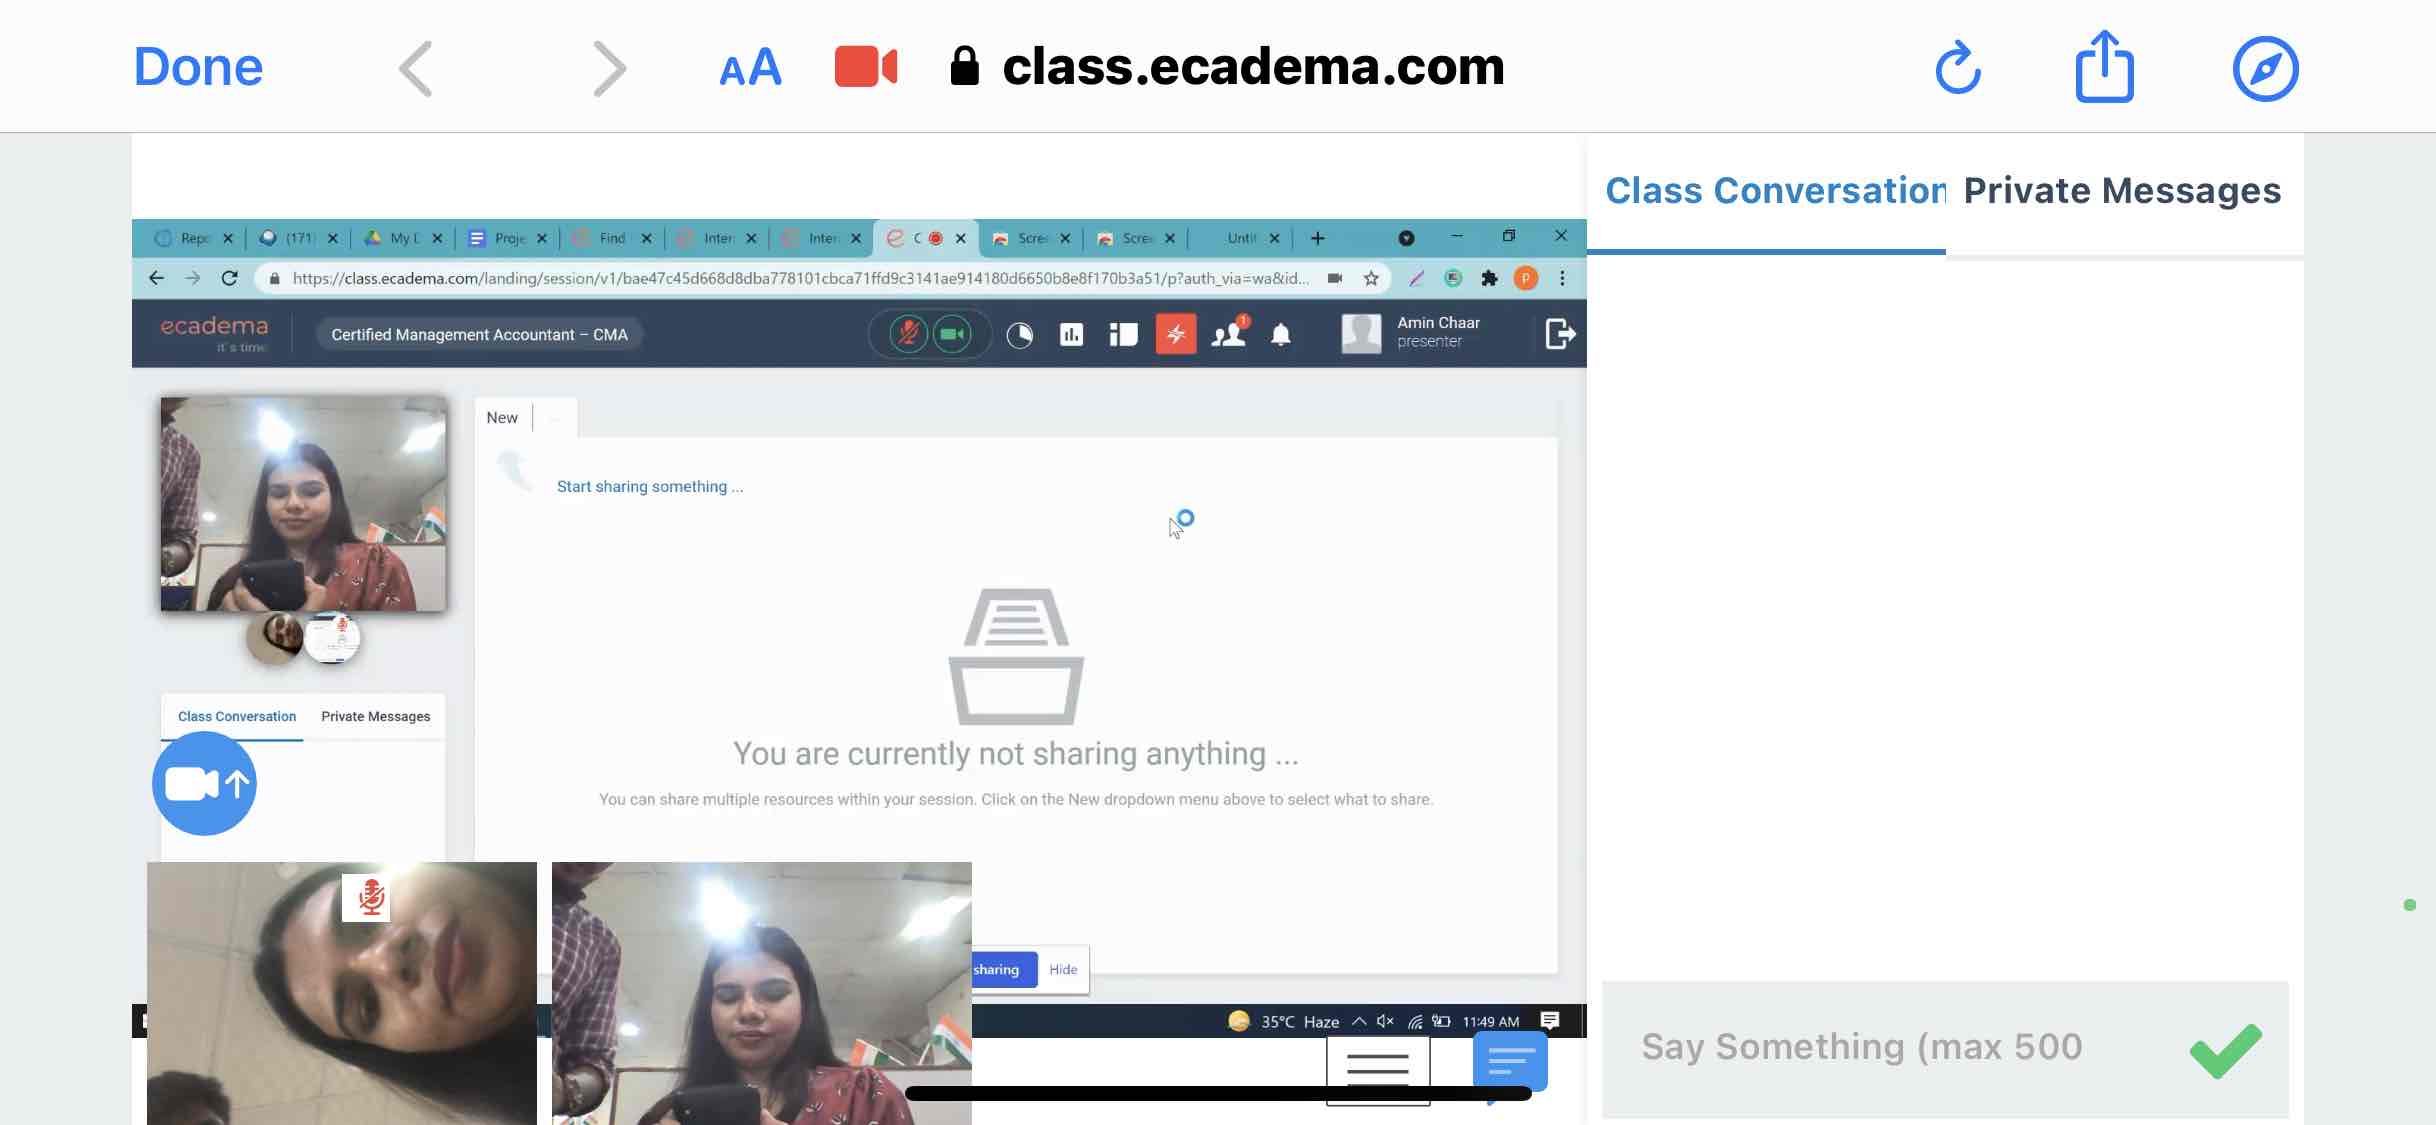 Done
AA
class.ecadema.com
Class Conversation
Private Messages
Repo
(171)
My D
Proje
Find
Inter
Inter
C
Scree
Scree
Untit
https://class.ecadema.com/landing/session/v1/bae47c45d668d8dba778101cbca71ffd9c3141ae914180d6650b8e8f170b3a51/p?auth_via=wa&id...
P
ecadema
it's time
Certified Management Accountant – CMA
1
Amin Chaar
presenter
New
Start sharing something ...
You are currently not sharing anything ...
You can share multiple resources within your session. Click on the New dropdown menu above to select what to share.
Class Conversation
Private Messages
sharing
Hide
35°C Haze
11:49 AM
Say Something (max 500